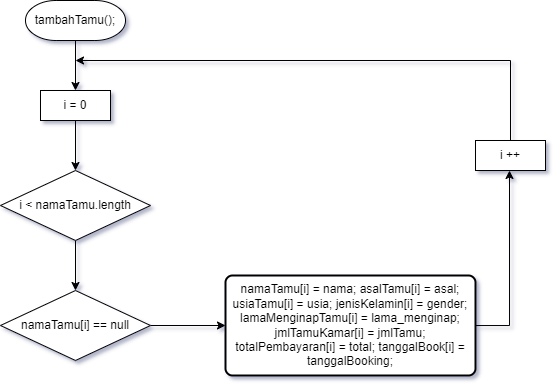 tambahTamu();
i = 0
i ++
i < namaTamu.length
namaTamu[i] = nama; asalTamu[i] = asal;
usiaTamu[i] = usia; jenisKelamin[i] = gender;
lamaMenginapTamu[i] = lama_menginap;
jmlTamuKamar[i] = jmlTamu;
totalPembayaran[i] = total; tanggalBook[i] =
tanggalBooking;
namaTamu[i] == null